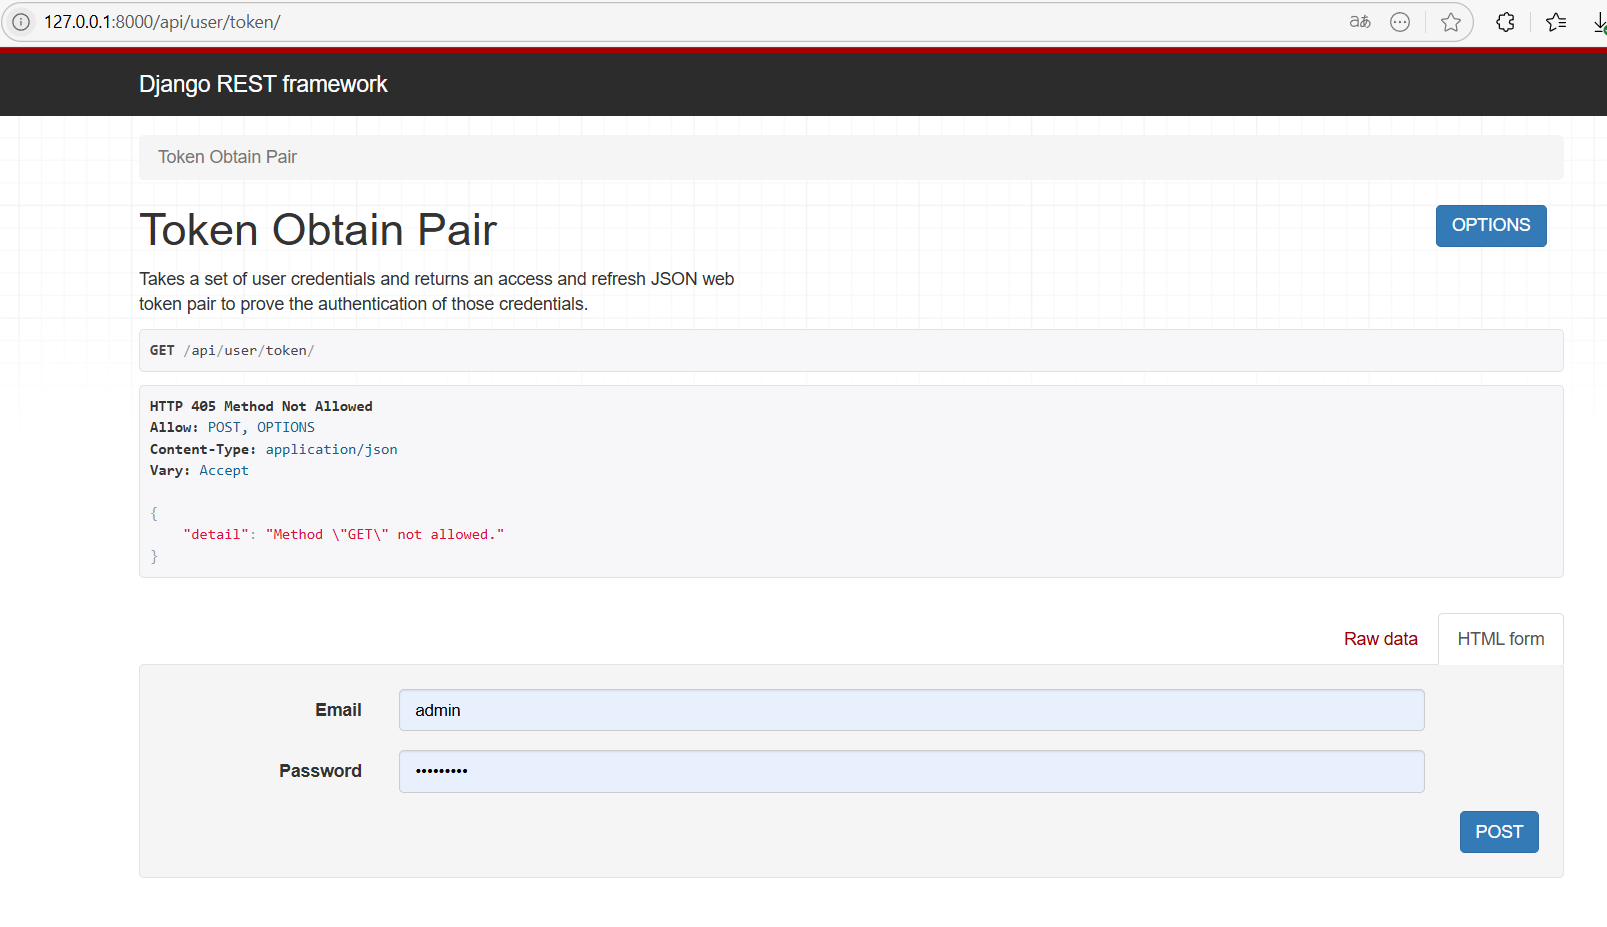 127.0.0.1:8000/api/user/token/
aあ
Django REST framework
Token Obtain Pair
Token Obtain Pair
OPTIONS
Takes a set of user credentials and returns an access and refresh JSON web
token pair to prove the authentication of those credentials.
GET /api/user/token/
HTTP 405 Method Not Allowed
Allow: POST, OPTIONS
Content-Type: application/json
Vary: Accept
{
"detail": "Method \"GET\" not allowed."
}
Raw data
HTML form
Email
admin
Password
•••••••••
POST